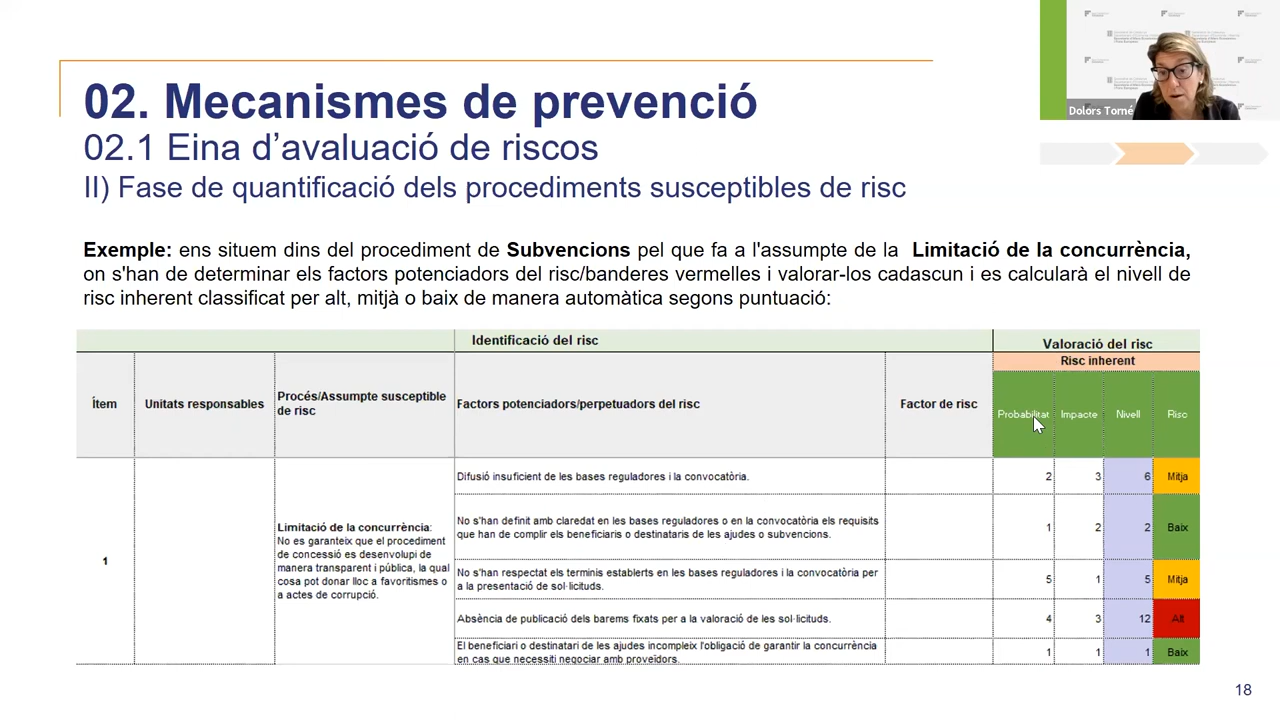 02. Mecanismes de prevenció
02.1 Eina d'avaluació de riscos
II) Fase de quantificació dels procediments susceptibles de risc
Dolors Torné
Exemple: ens situem dins del procediment de Subvencions pel que fa a l'assumpte de la Limitació de la concurrència,
on s'han de determinar els factors potenciadors del risc/banderes vermelles i valorar-los cadascun i es calcularà el nivell de
risc inherent classificat per alt, mitjà o baix de manera automàtica segons puntuació:
Identificació del risc
Valoració del risc
Risc inherent
Ítem
Unitats responsables
Procés/Assumpte susceptible
de risc
Factors potenciadors/perpetuadors del risc
Factor de risc
Probabilitat
Impacte
Nivell
Risc
1
Limitació de la concurrència:
No es garanteix que el procediment
de concessió es desenvolupi de
manera transparent i pública, la qual
cosa pot donar lloc a favoritismes o
a actes de corrupció.
Difusió insuficient de les bases reguladores i la convocatòria.
2 3 6 Mitja
No s'han definit amb claredat en les bases reguladores o en la convocatòria els requisits
que han de complir els beneficiaris o destinataris de les ajudes o subvencions.
1 2 2 Baix
No s'han respectat els terminis establerts en les bases reguladores i la convocatòria per
a la presentació de sol·licituds.
5 1 5 Mitja
Absència de publicació dels barems fixats per a la valoració de les sol·licituds.
4 3 12 Alt
El beneficiari o destinatari de les ajudes incompleix l'obligació de garantir la concurrència
en cas que necessiti negociar amb proveïdors.
1 1 1 Baix
18